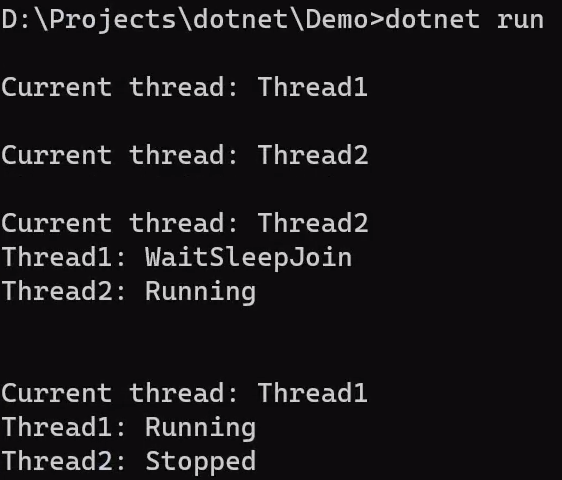 D:\Projects\dotnet\Demo>dotnet run
Current thread: Thread1
Current thread: Thread2
Current thread: Thread2
Thread1: WaitSleepJoin
Thread2: Running
Current thread: Thread1
Thread1: Running
Thread2: Stopped